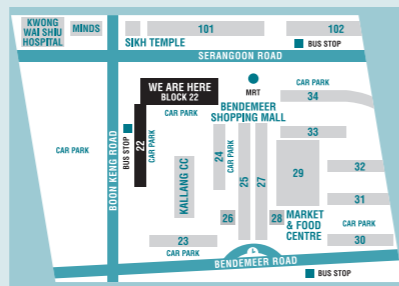 KWONG
WAI SHIU
HOSPITAL
MINDS
101
102
SIKH TEMPLE
BUS STOP
SERANGOON ROAD
WE ARE HERE
BLOCK 22
MRT
CAR PARK
34
CAR PARK
BENDEMEER
SHOPPING MALL
BOON KENG ROAD
BUS STOP
22
CAR PARK
CAR PARK
KALLANG CC
24
CAR PARK
25
27
33
29
32
31
26
28
MARKET
& FOOD
CENTRE
CAR PARK
23
30
BENDEMEER ROAD
BUS STOP